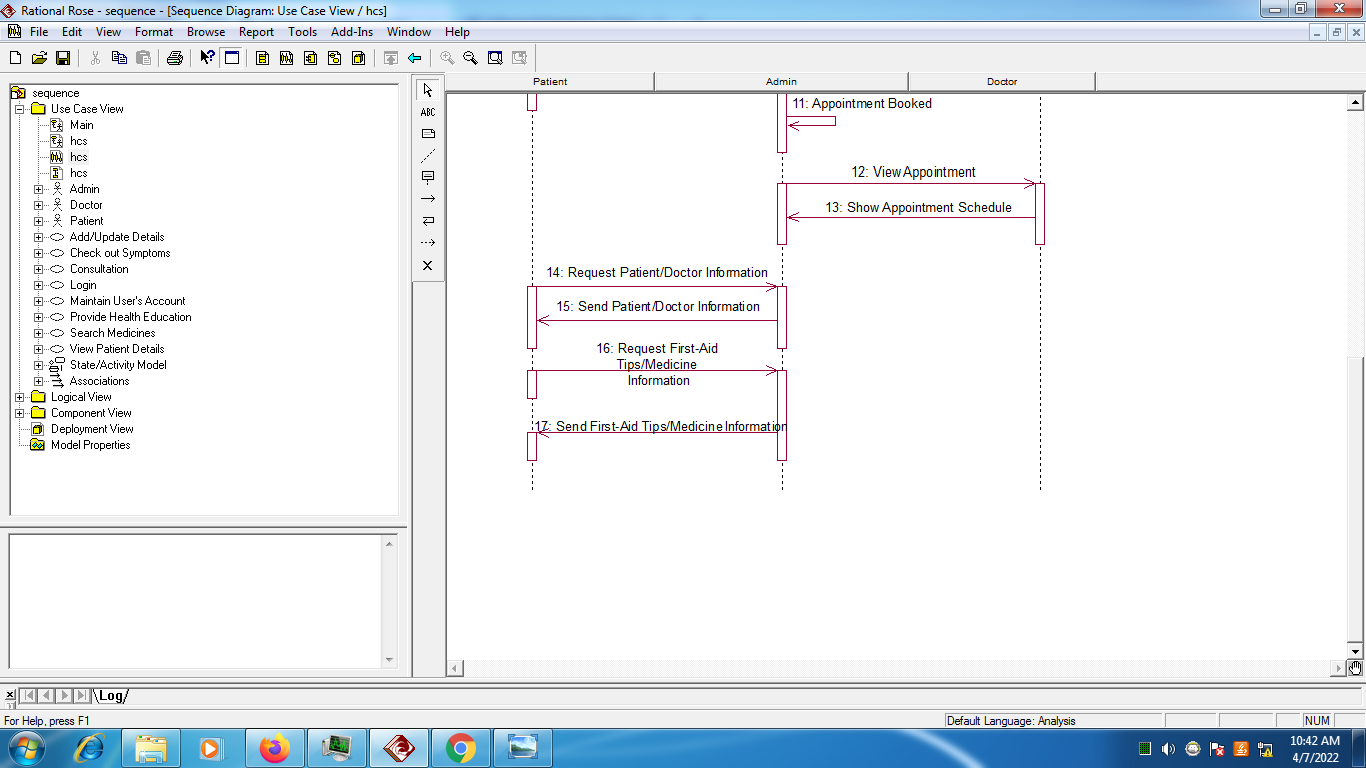 Rational Rose - sequence - [Sequence Diagram: Use Case View / hcs]
File Edit View Format Browse Report Tools Add-Ins Window Help
sequence
Use Case View
Main
hcs
hcs
hcs
Admin
Doctor
Patient
Add/Update Details
Check out Symptoms
Consultation
Login
Maintain User's Account
Provide Health Education
Search Medicines
View Patient Details
State/Activity Model
Associations
Logical View
Component View
Deployment View
Model Properties
ABC
Patient Admin Doctor
11: Appointment Booked
12: View Appointment
13: Show Appointment Schedule
14: Request Patient/Doctor Information
15: Send Patient/Doctor Information
16: Request First-Aid
Tips/Medicine
Information
17: Send First-Aid Tips/Medicine Information
Log
For Help, press F1
Default Language: Analysis
NUM
10:42 AM
4/7/2022